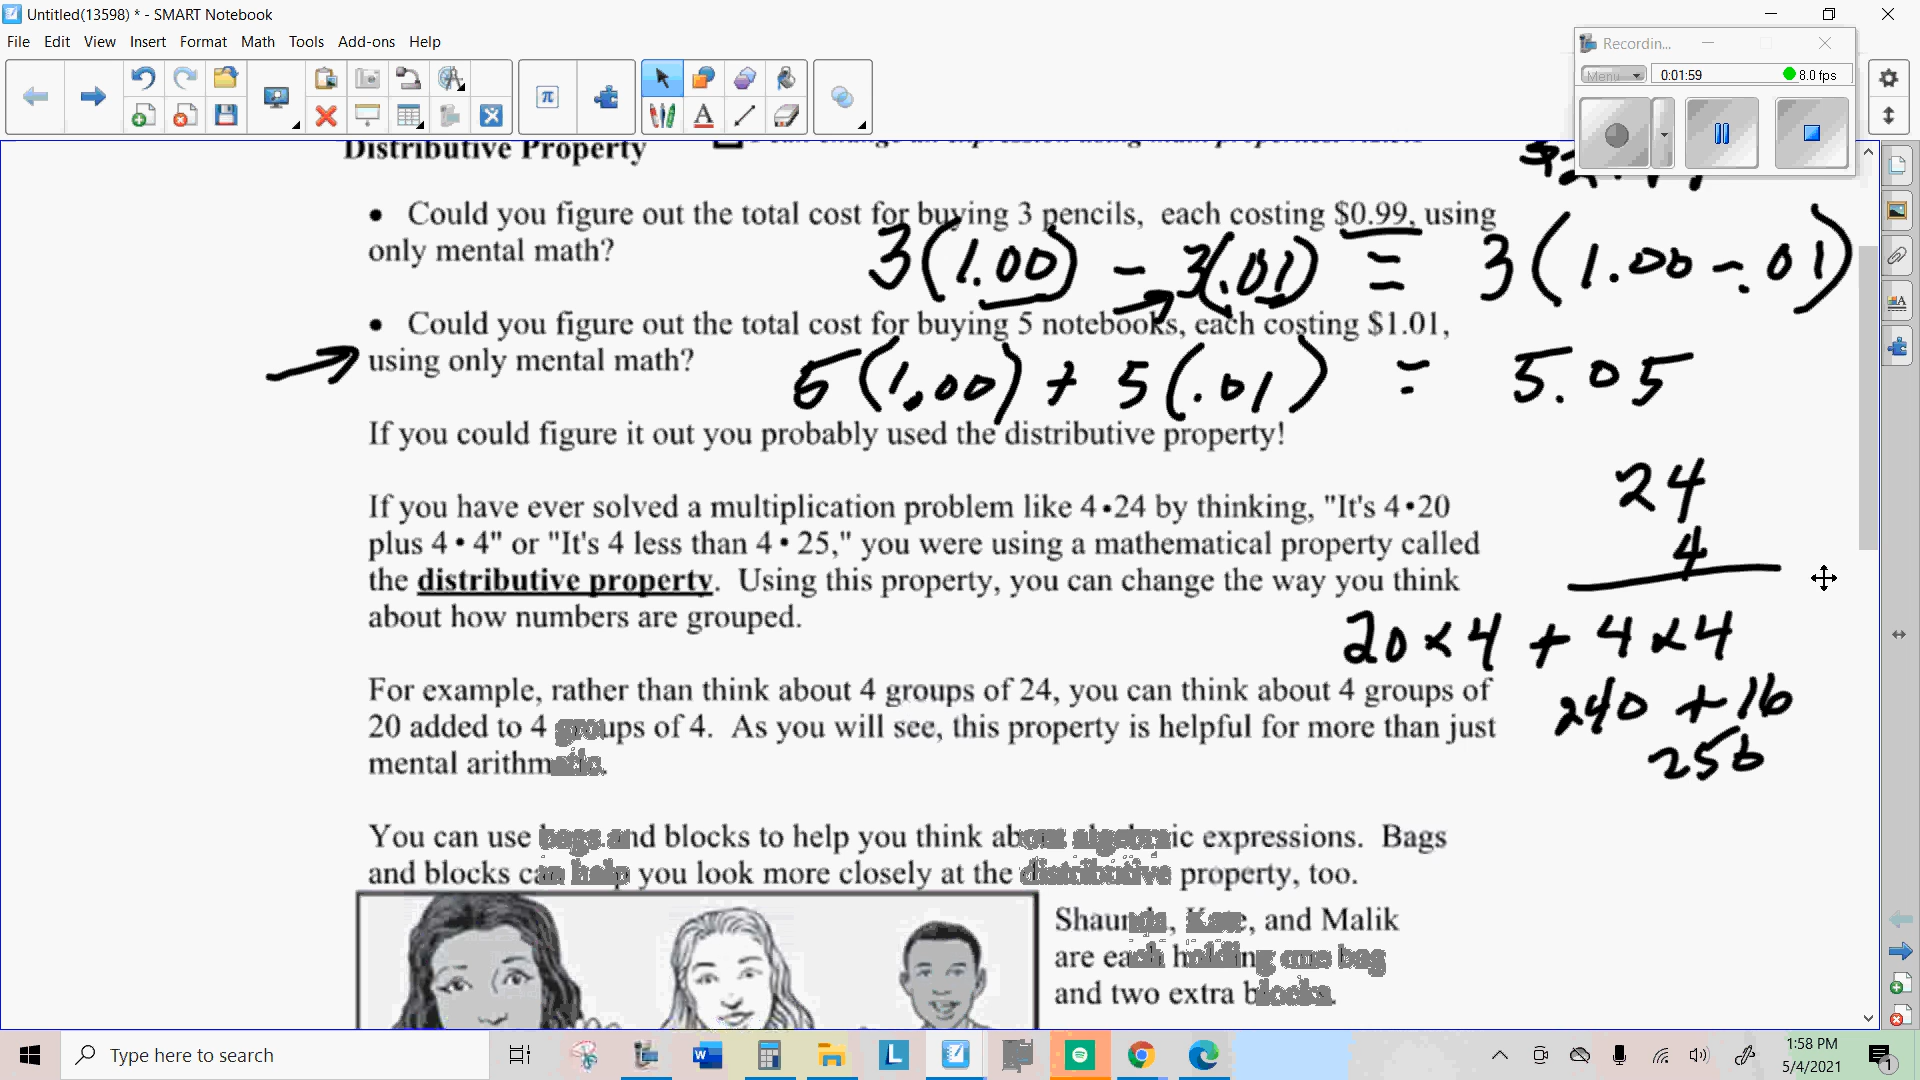 Untitled(13598) * - SMART Notebook
File Edit View Insert Format Math Tools Add-ons Help
Recordin...
Menu 0:01:59 8.0 fps
Distributive Property
• Could you figure out the total cost for buying 3 pencils, each costing $0.99, using
only mental math?
3(1.00) - 3(.01) = 3(1.00 - .01)
• Could you figure out the total cost for buying 5 notebooks, each costing $1.01,
using only mental math?
5(1.00) + 5(.01) = 5.05
If you could figure it out you probably used the distributive property!
If you have ever solved a multiplication problem like 4•24 by thinking, "It's 4•20
plus 4 • 4" or "It's 4 less than 4 • 25," you were using a mathematical property called
the distributive property. Using this property, you can change the way you think
about how numbers are grouped.
24
4
20 x 4 + 4 x 4
240 + 16
256
For example, rather than think about 4 groups of 24, you can think about 4 groups of
20 added to 4 groups of 4. As you will see, this property is helpful for more than just
mental arithmetic.
You can use bags and blocks to help you think about algebraic expressions. Bags
and blocks can help you look more closely at the distributive property, too.
Shaunda, Kate, and Malik
are each holding one bag
and two extra blocks.
Type here to search
1:58 PM
5/4/2021
1